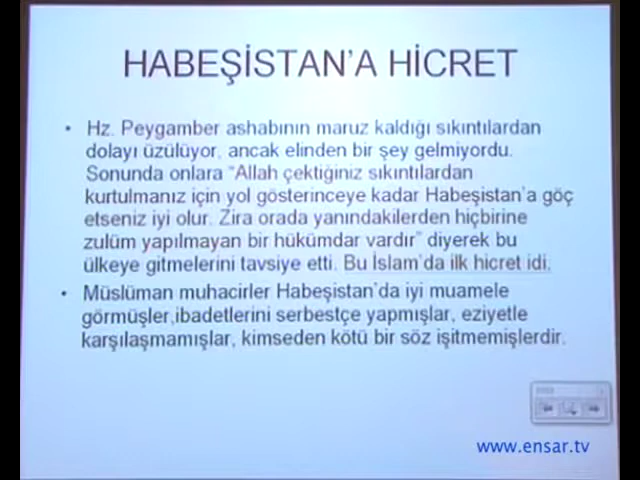 HABEŞİSTAN'A HİCRET
• Hz. Peygamber ashabının maruz kaldığı sıkıntılardan
dolayı üzülüyor, ancak elinden bir şey gelmiyordu.
Sonunda onlara "Allah çektiğiniz sıkıntılardan
kurtulmanız için yol gösterinceye kadar Habeşistan'a göç
etseniz iyi olur. Zira orada yanındakilerden hiçbirine
zulüm yapılmayan bir hükümdar vardır" diyerek bu
ülkeye gitmelerini tavsiye etti. Bu İslam'da ilk hicret idi.
• Müslüman muhacirler Habeşistan'da iyi muamele
görmüşler,ibadetlerini serbestçe yapmışlar, eziyetle
karşılaşmamışlar, kimseden kötü bir söz işitmemişlerdir.
www.ensar.tv